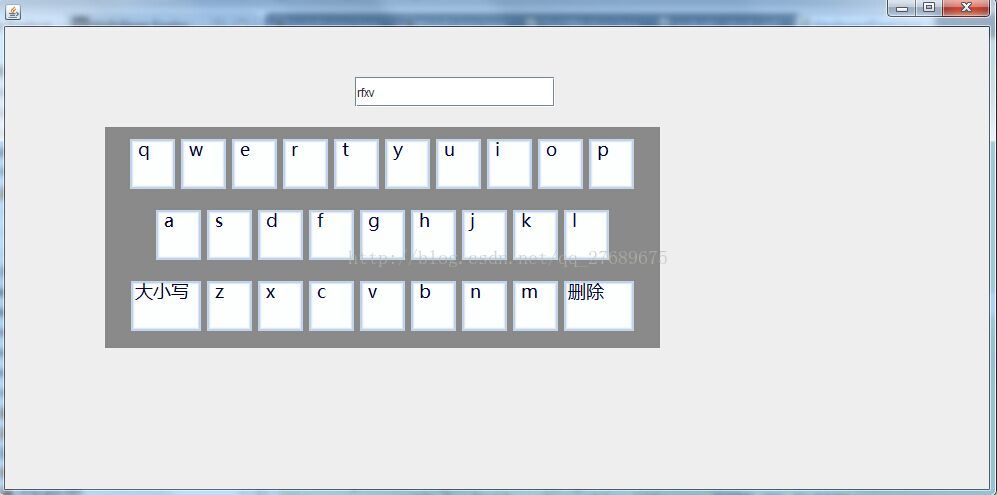 rfxv
q w e r t y u i o p
a s d f g h j k l
http://blog.csdn.net/qq_27689675
大小写 z x c v b n m 删除